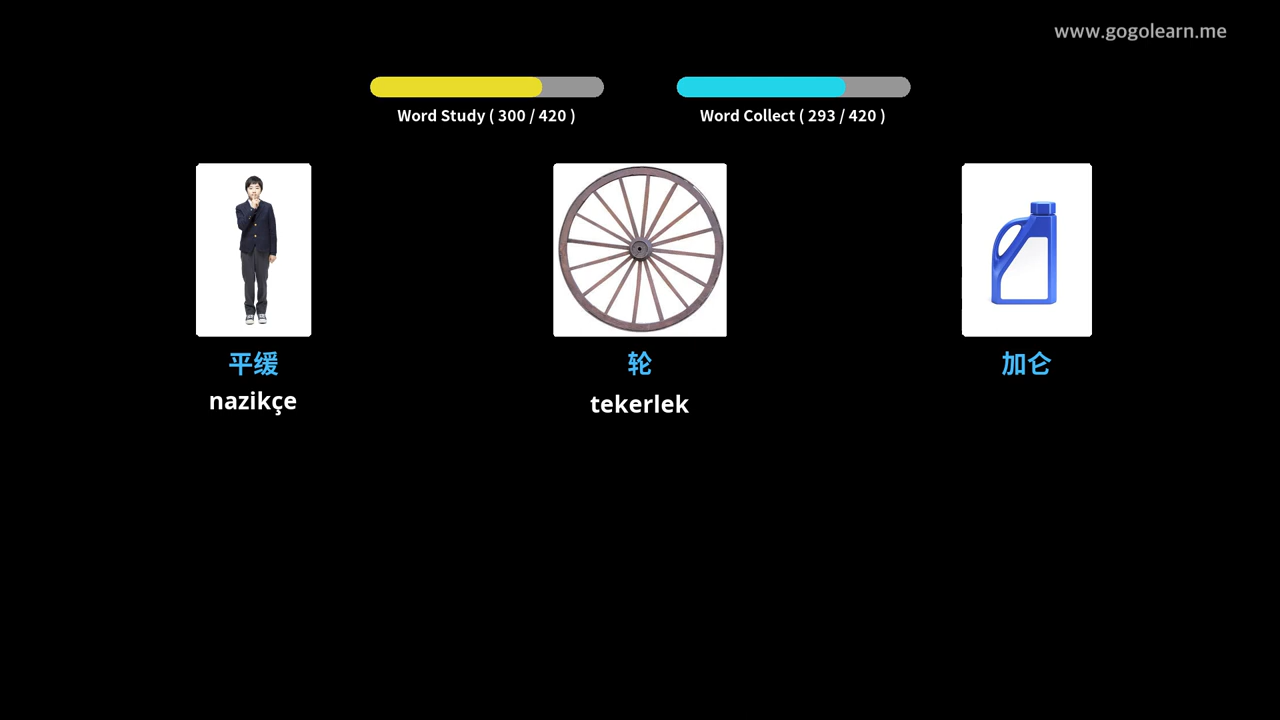 www.gogolearn.me
Word Study ( 300 / 420 )
Word Collect ( 293 / 420 )
平缓
轮
加仑
nazikçe
tekerlek